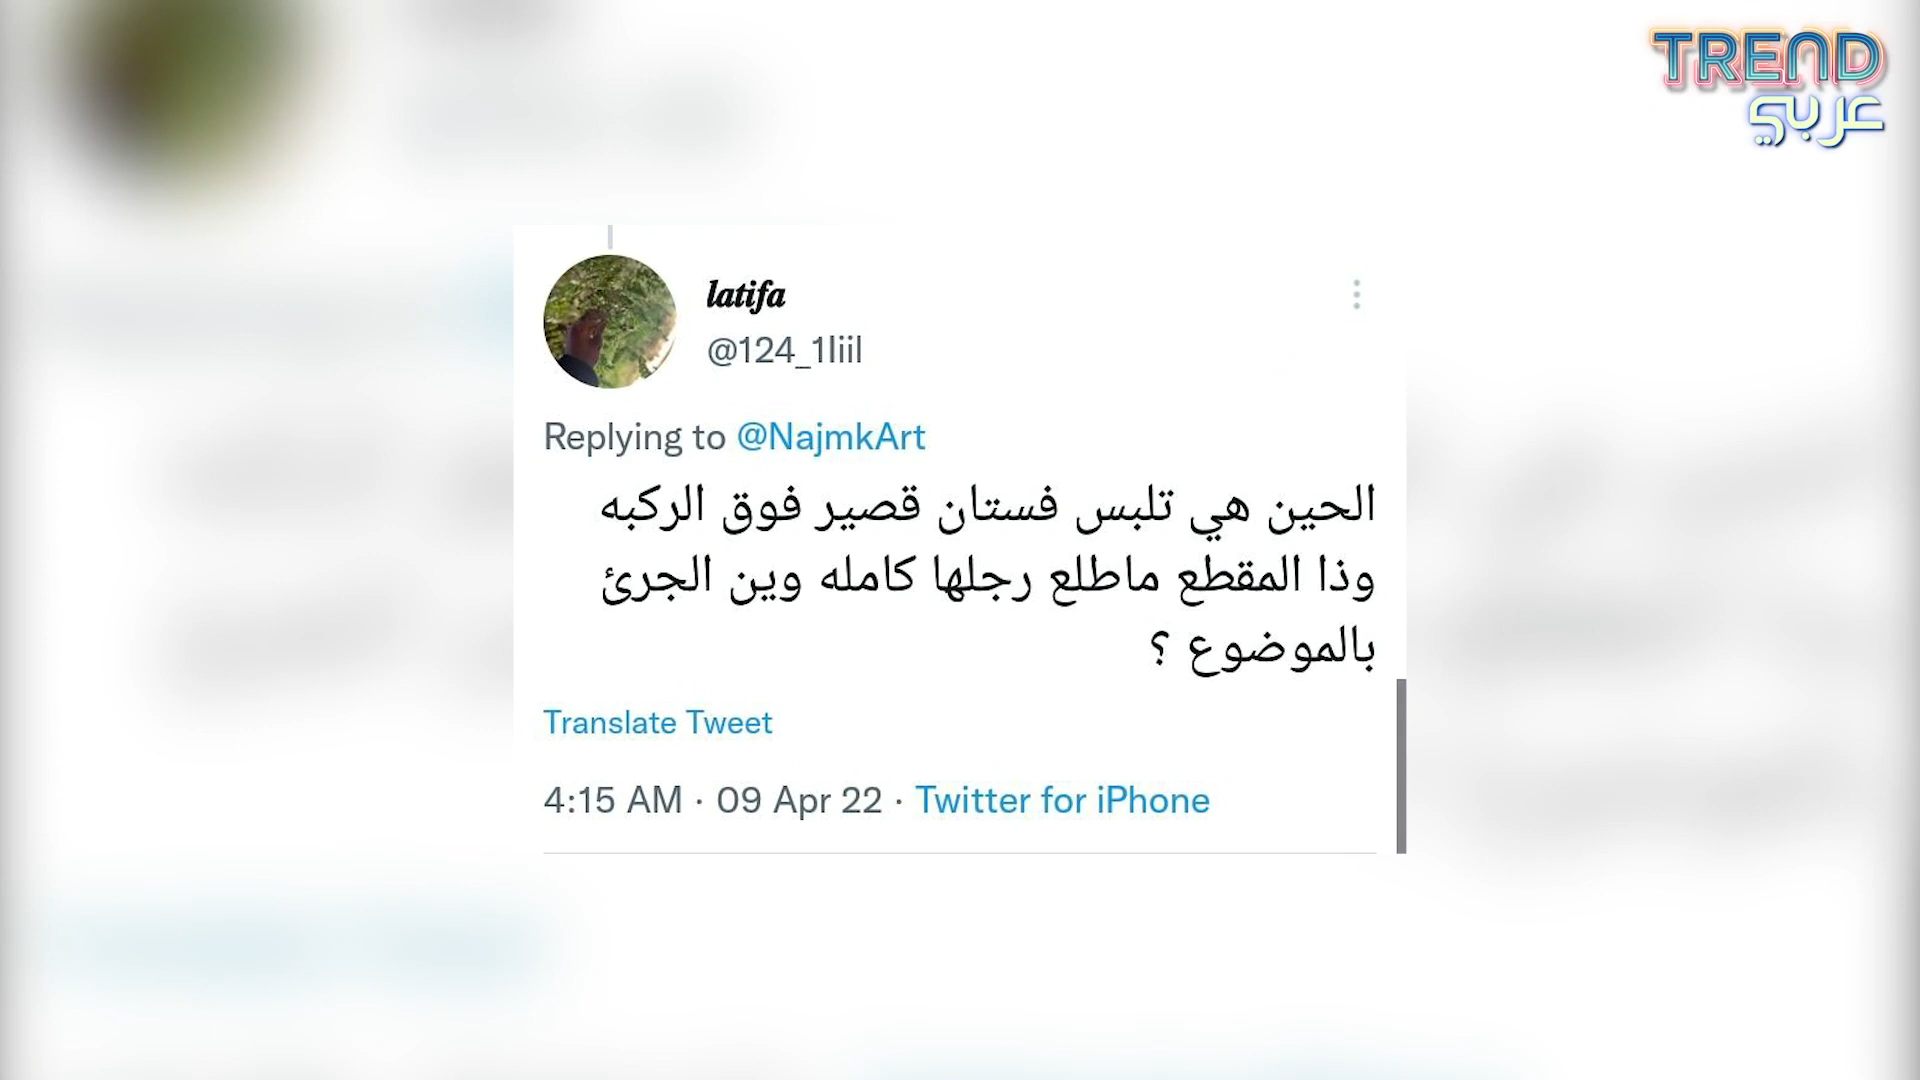 TREND
عربي
latifa
@124_1liil
Replying to @NajmkArt
الحين هي تلبس فستان قصير فوق الركبه
وذا المقطع ماطلع رجلها كامله وين الجرئ
بالموضوع ؟
Translate Tweet
4:15 AM · 09 Apr 22 · Twitter for iPhone